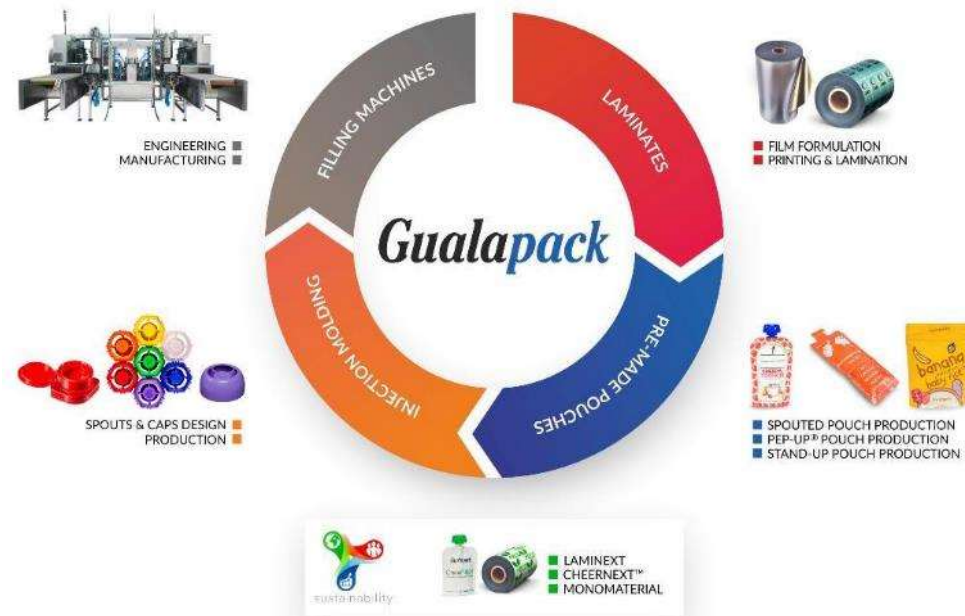 ENGINEERING
MANUFACTURING
FILLING MACHINES
LAMINATES
FILM FORMULATION
PRINTING & LAMINATION
Gualapack
SPOUTS & CAPS DESIGN
PRODUCTION
INJECTION MOLDING
PRE-MADE POUCHES
banana
SPOUTED POUCH PRODUCTION
PEP-UP® POUCH PRODUCTION
STAND-UP POUCH PRODUCTION
sustainability
LAMINEXT
CHEERNEXT™
MONOMATERIAL